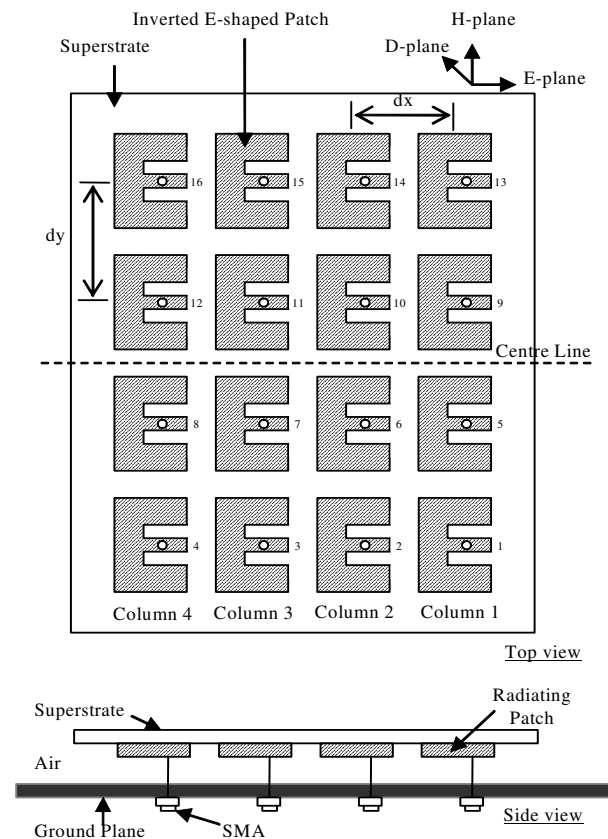 Inverted E-shaped Patch
H-plane
Superstrate
D-plane
E-plane
dx
16
15
14
13
dy
12
11
10
9
Centre Line
8
7
6
5
4
3
2
1
Column 4
Column 3
Column 2
Column 1
Top view
Superstrate
Radiating
Patch
Air
Ground Plane
SMA
Side view